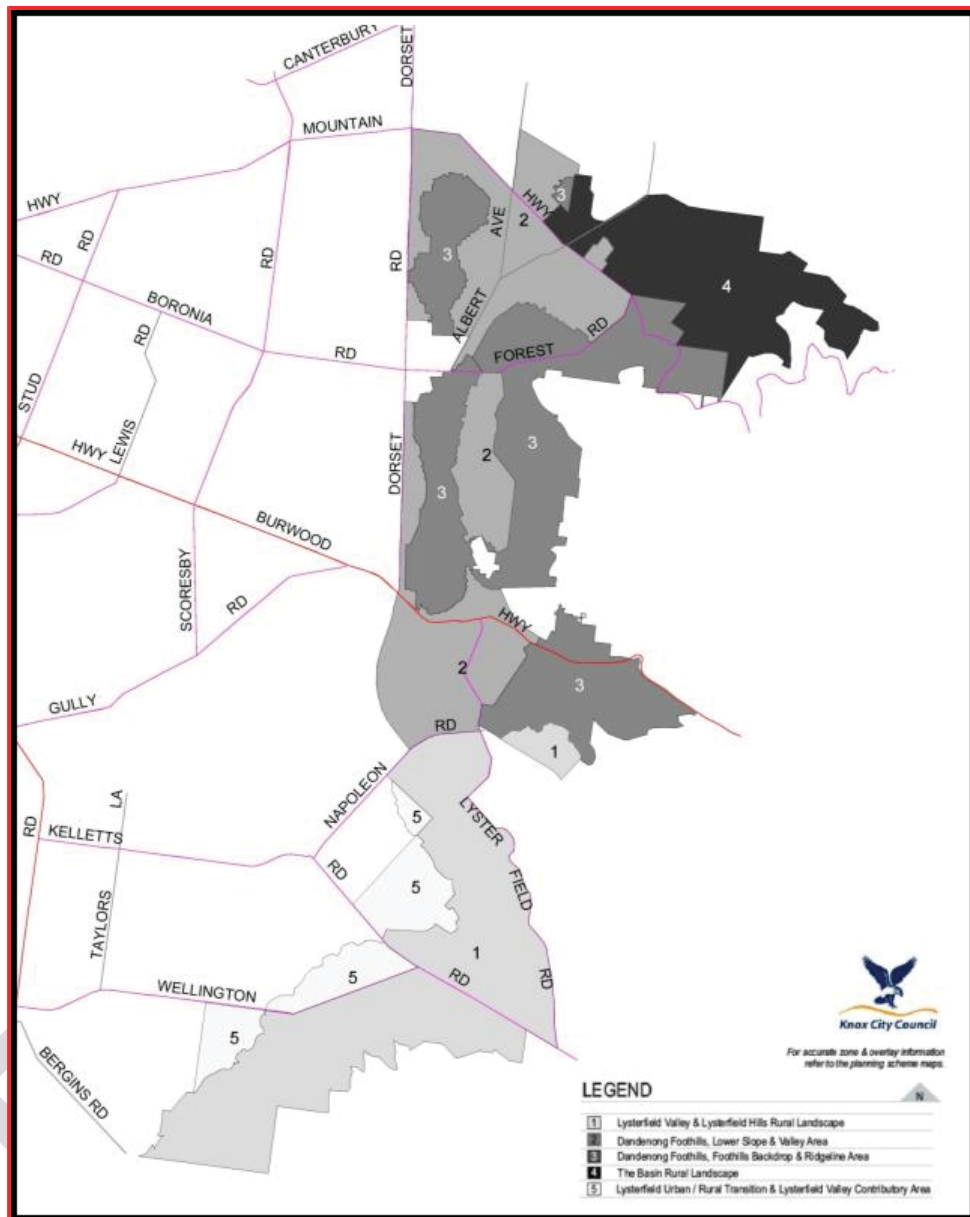 CANTERBURY
DORSET
MOUNTAIN
HWY
RD
RD
RD
RD
AVE
HWY
2
3
3
4
BORONIA
RD
ALBERT
RD
FOREST
RD
STUD
LEWIS
HWY
DORSET
2
3
3
BURWOOD
SCORESBY
RD
HWY
2
3
GULLY
RD
1
NAPOLEON
LYSTER
FIELD
RD
LA
RD
KELLETTS
RD
5
5
TAYLORS
1
RD
5
WELLINGTON
5
BERGINS RD
Knox City Council
For accurate zone & overlay information
refer to the planning scheme maps.
LEGEND
N
1 Lysterfield Valley & Lysterfield Hills Rural Landscape
2 Dandenong Foothills, Lower Slope & Valley Area
3 Dandenong Foothills, Foothills Backdrop & Ridgeline Area
4 The Basin Rural Landscape
5 Lysterfield Urban / Rural Transition & Lysterfield Valley Contributory Area